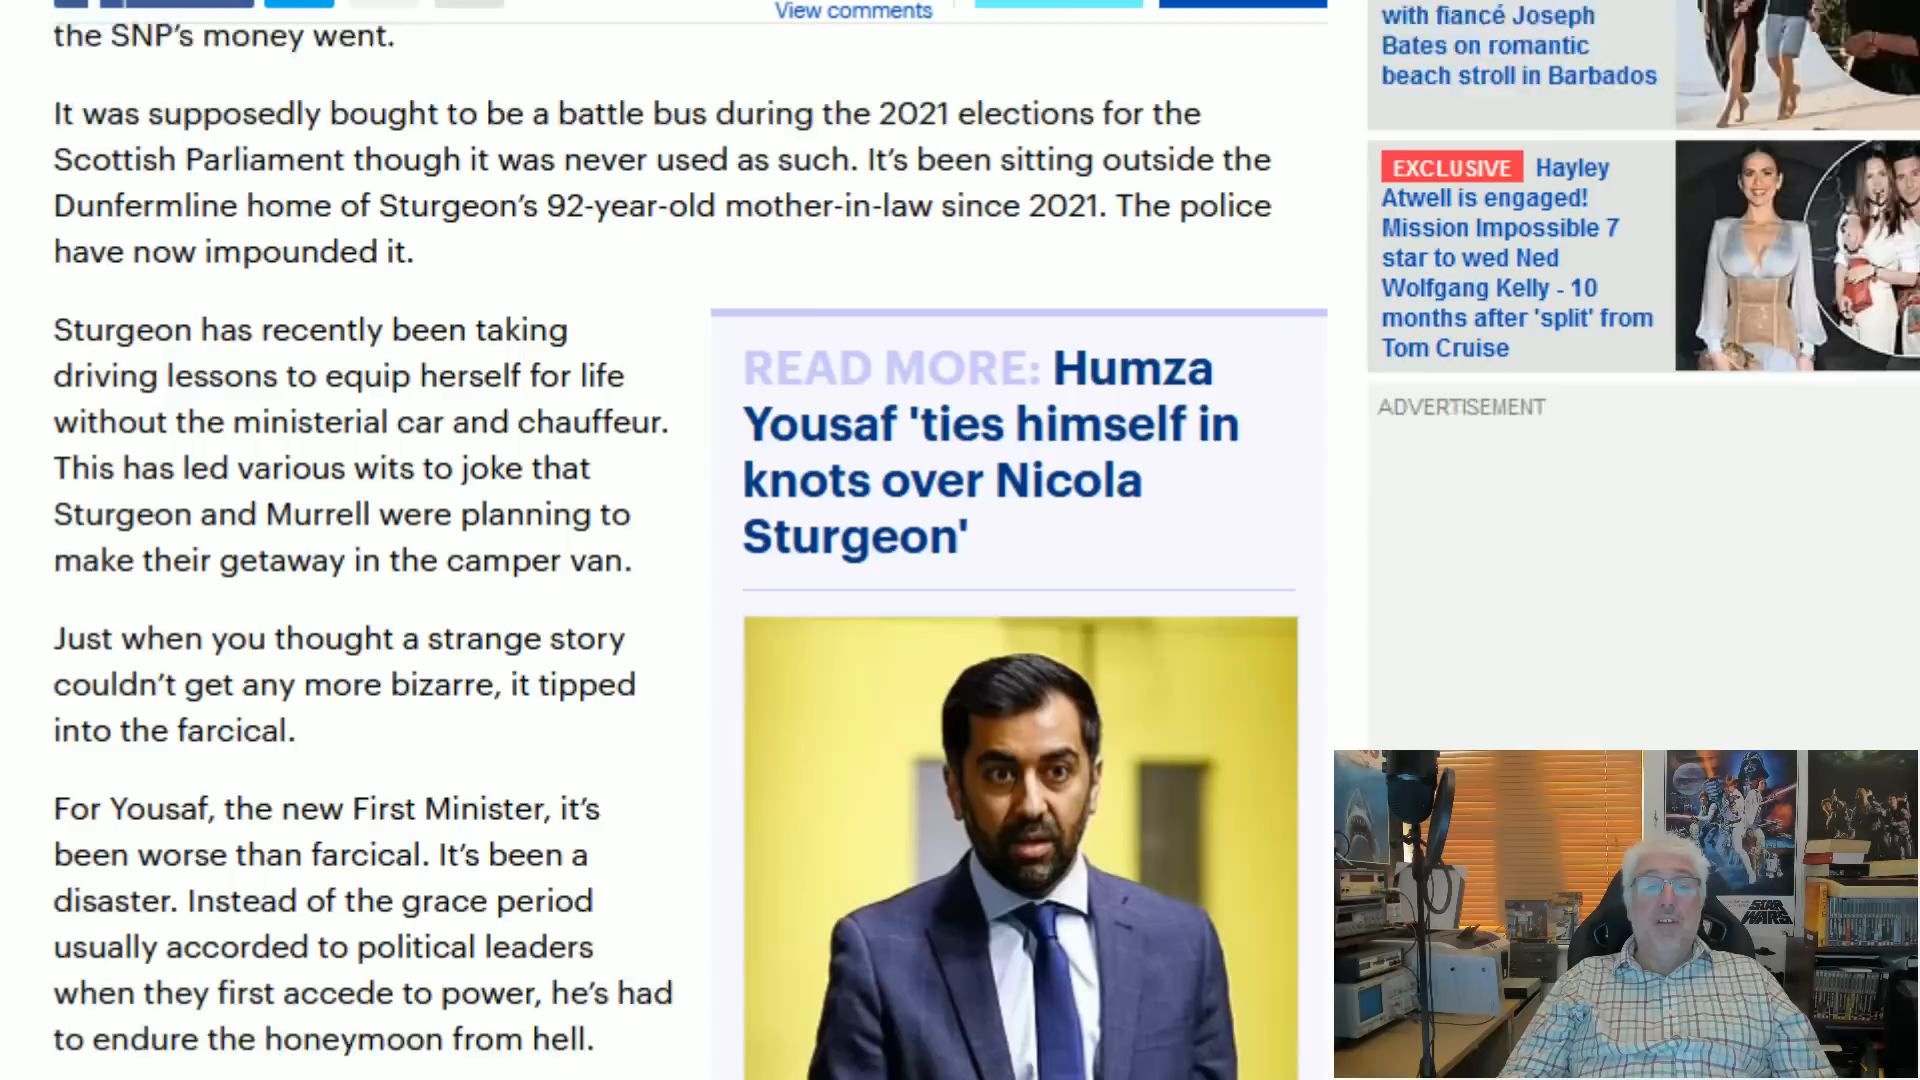 View comments
the SNP's money went.
It was supposedly bought to be a battle bus during the 2021 elections for the
Scottish Parliament though it was never used as such. It's been sitting outside the
Dunfermline home of Sturgeon's 92-year-old mother-in-law since 2021. The police
have now impounded it.
Sturgeon has recently been taking
driving lessons to equip herself for life
without the ministerial car and chauffeur.
This has led various wits to joke that
Sturgeon and Murrell were planning to
make their getaway in the camper van.
Just when you thought a strange story
couldn't get any more bizarre, it tipped
into the farcical.
For Yousaf, the new First Minister, it's
been worse than farcical. It's been a
disaster. Instead of the grace period
usually accorded to political leaders
when they first accede to power, he's had
to endure the honeymoon from hell.
READ MORE: Humza
Yousaf 'ties himself in
knots over Nicola
Sturgeon'
with fiancé Joseph
Bates on romantic
beach stroll in Barbados
EXCLUSIVE Hayley
Atwell is engaged!
Mission Impossible 7
star to wed Ned
Wolfgang Kelly - 10
months after 'split' from
Tom Cruise
ADVERTISEMENT
STAR
WARS